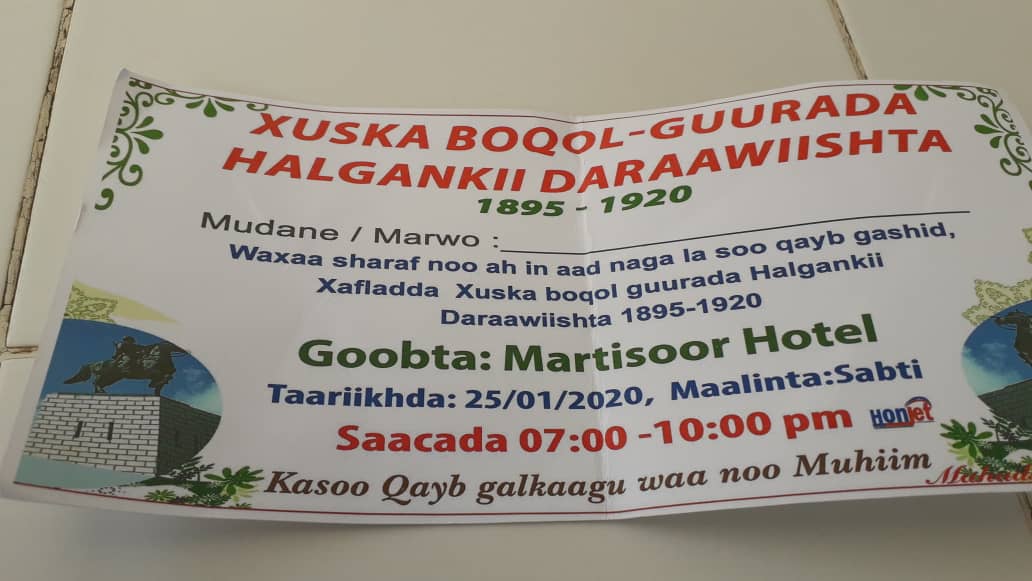 XUSKA BOQOL-GUURADA
HALGANKII DARAAWIISHTA
1895 - 1920
Mudane / Marwo :
Waxaa sharaf noo ah in aad naga la soo qayb gashid,
Xafladda Xuska boqol guurada Halgankii
Daraawiishta 1895-1920
Goobta: Martisoor Hotel
Taariikhda: 25/01/2020, Maalinta:Sabti
Saacada 07:00 -10:00 pm
HonJet
Kasoo Qayb galkaagu waa noo Muhiim